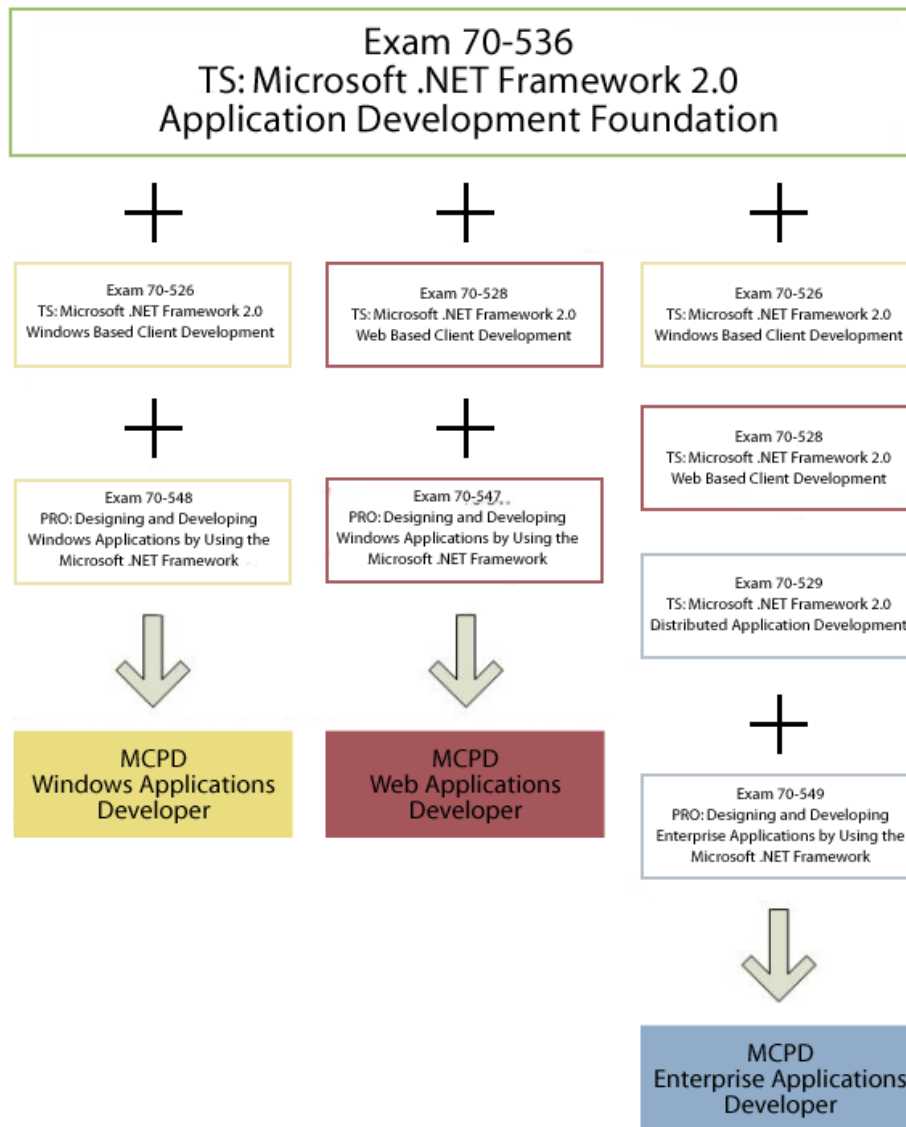 Exam 70-536
TS: Microsoft .NET Framework 2.0
Application Development Foundation
Exam 70-526
TS: Microsoft .NET Framework 2.0
Windows Based Client Development
Exam 70-548
PRO: Designing and Developing
Windows Applications by Using the
Microsoft .NET Framework
MCPD
Windows Applications
Developer
Exam 70-528
TS: Microsoft .NET Framework 2.0
Web Based Client Development
Exam 70-547
PRO: Designing and Developing
Windows Applications by Using the
Microsoft .NET Framework
MCPD
Web Applications
Developer
Exam 70-526
TS: Microsoft .NET Framework 2.0
Windows Based Client Development
Exam 70-528
TS: Microsoft .NET Framework 2.0
Web Based Client Development
Exam 70-529
TS: Microsoft .NET Framework 2.0
Distributed Application Development
Exam 70-549
PRO: Designing and Developing
Enterprise Applications by Using the
Microsoft .NET Framework
MCPD
Enterprise Applications
Developer